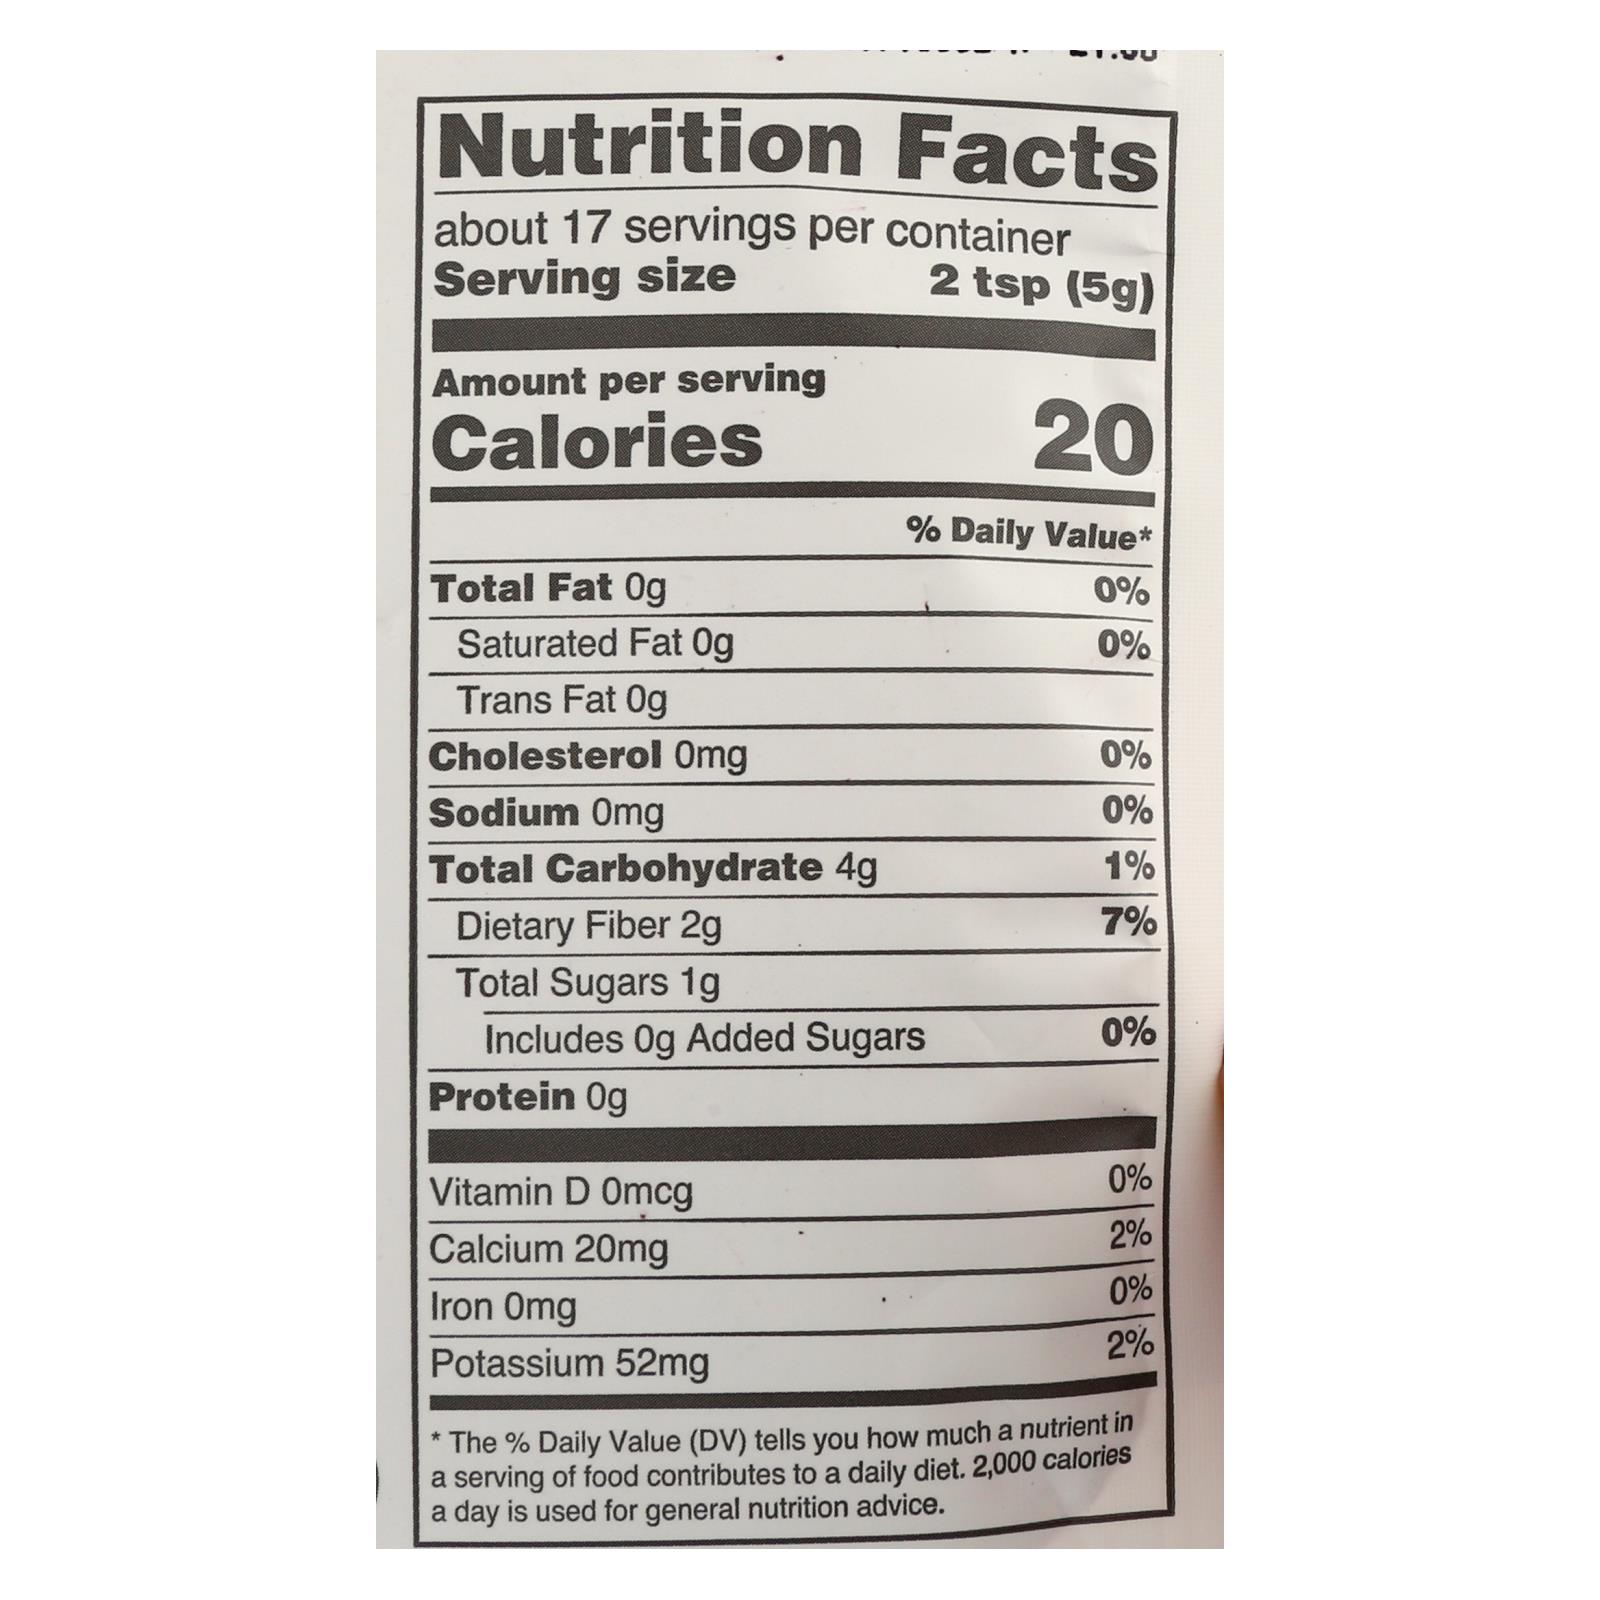 Nutrition Facts
about 17 servings per container
Serving size 2 tsp (5g)
Amount per serving
Calories 20
% Daily Value*
Total Fat 0g 0%
Saturated Fat 0g 0%
Trans Fat 0g
Cholesterol 0mg 0%
Sodium 0mg 0%
Total Carbohydrate 4g 1%
Dietary Fiber 2g 7%
Total Sugars 1g
Includes 0g Added Sugars 0%
Protein 0g
Vitamin D 0mcg 0%
Calcium 20mg 2%
Iron 0mg 0%
Potassium 52mg 2%
* The % Daily Value (DV) tells you how much a nutrient in
a serving of food contributes to a daily diet. 2,000 calories
a day is used for general nutrition advice.